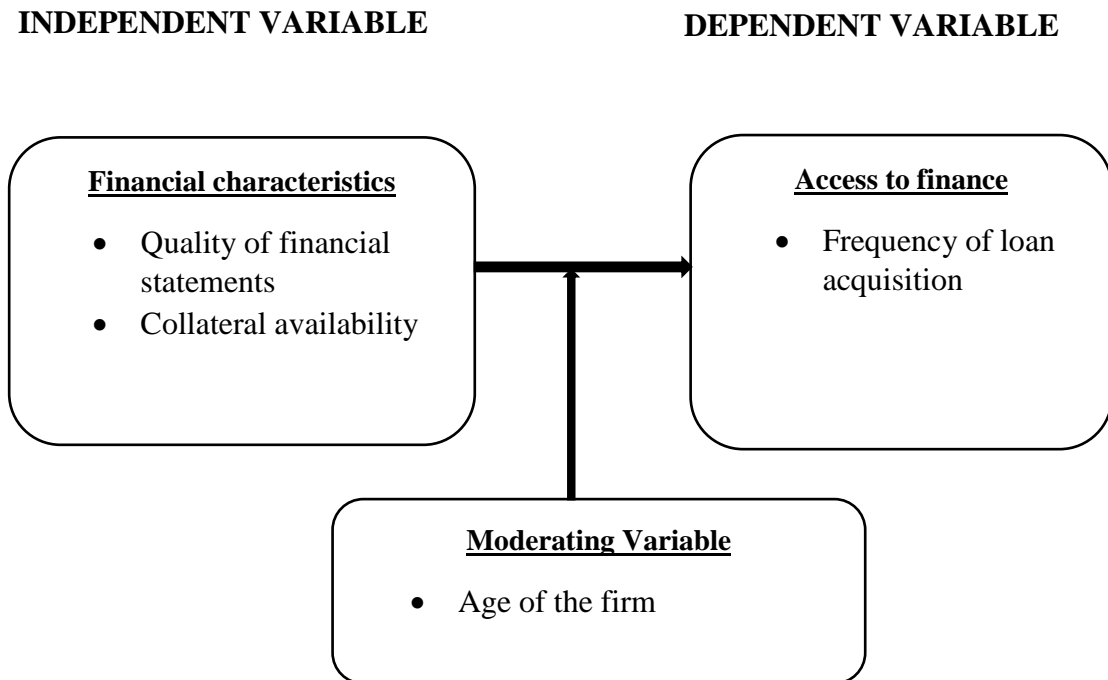 INDEPENDENT VARIABLE
DEPENDENT VARIABLE
Financial characteristics
• Quality of financial
statements
• Collateral availability
Access to finance
• Frequency of loan
acquisition
Moderating Variable
• Age of the firm